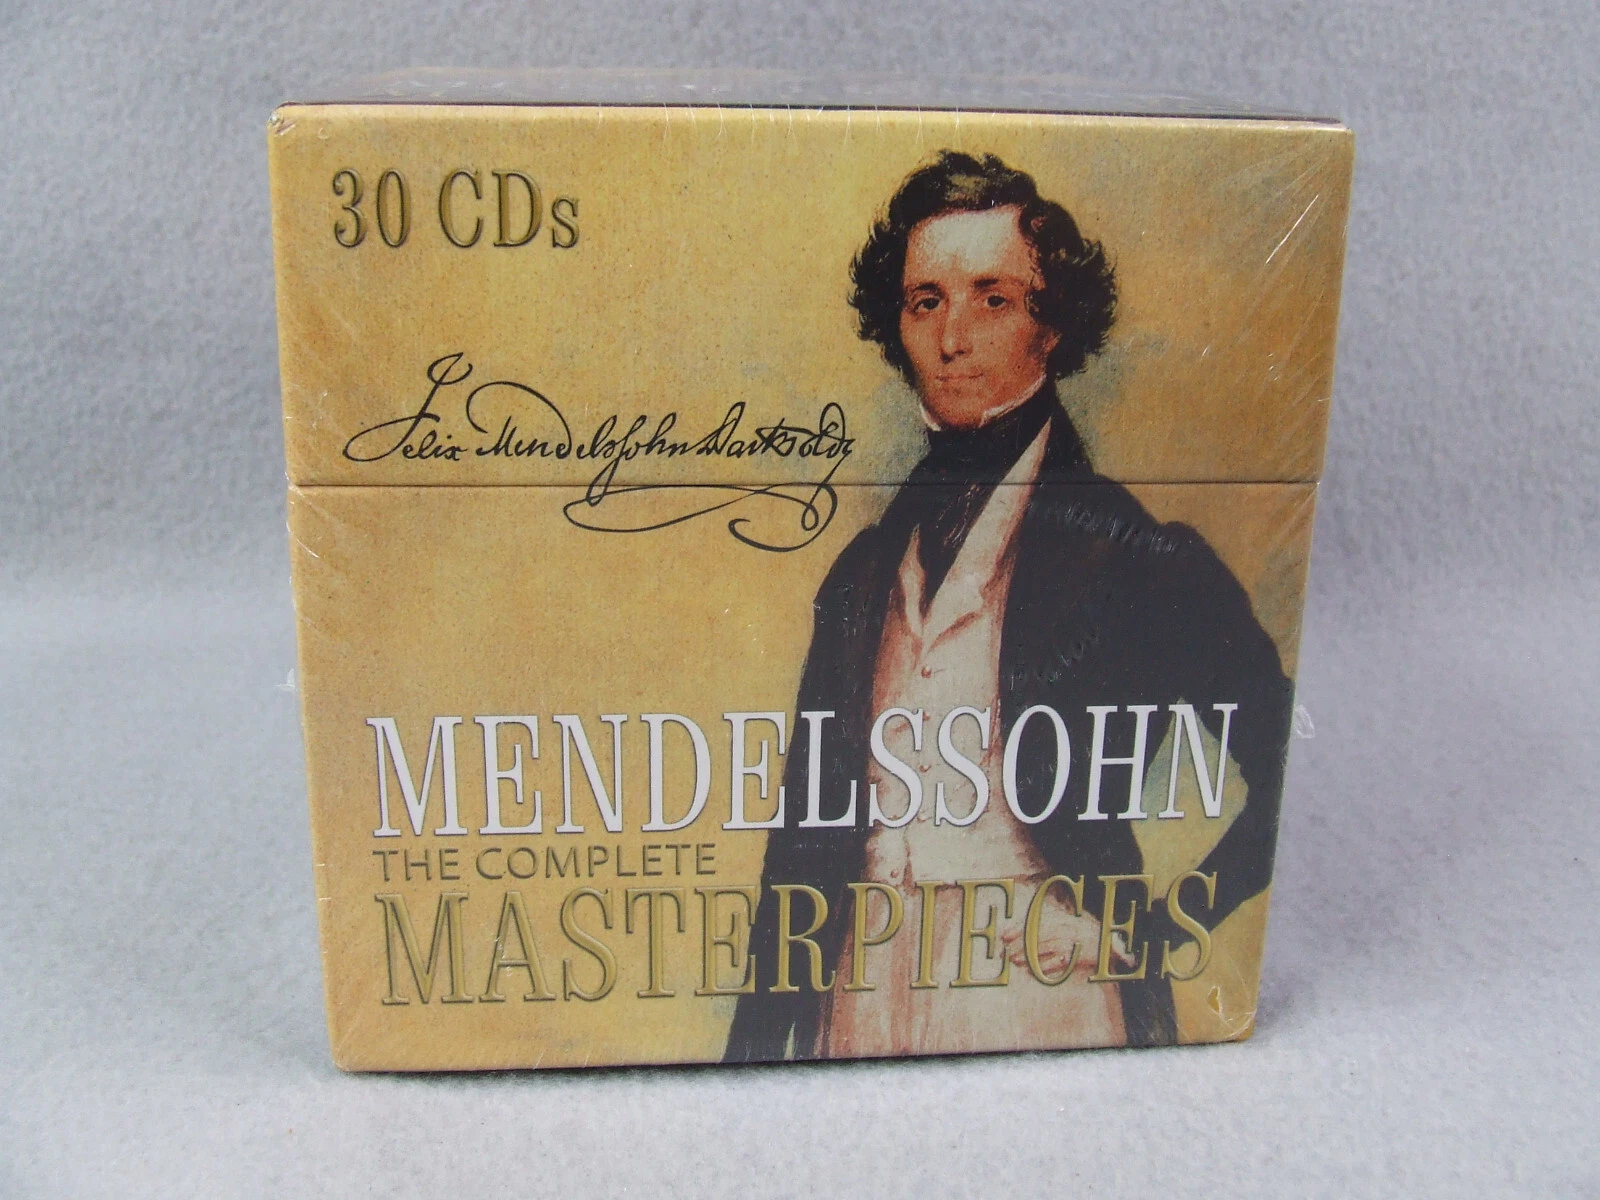 30 CDs
Felix Mendelssohn Bartholdy
MENDELSSOHN
THE COMPLETE
MASTERPIECES